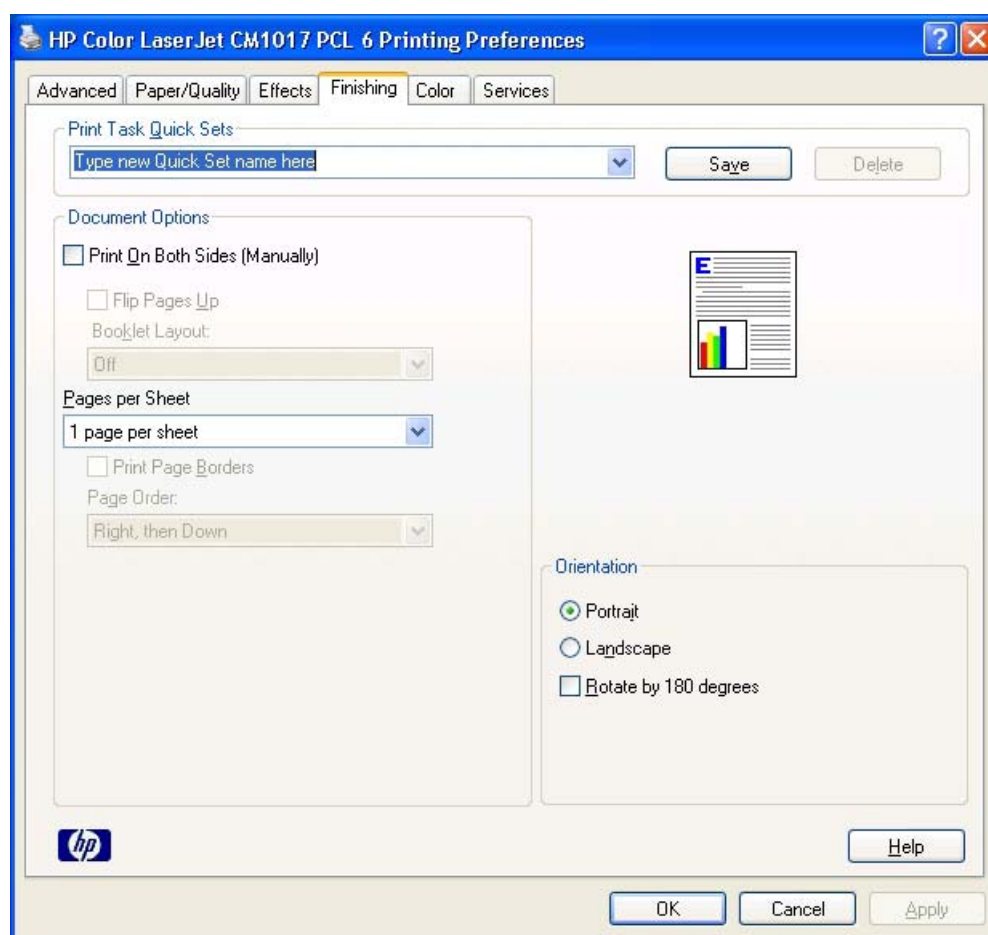 HP Color LaserJet CM1017 PCL 6 Printing Preferences
Advanced Paper/Quality Effects Finishing Color Services
Print Task Quick Sets
Type new Quick Set name here Save Delete
Document Options
Print On Both Sides (Manually)
E
Flip Pages Up
Booklet Layout:
Off
Pages per Sheet
1 page per sheet
Print Page Borders
Page Order:
Right, then Down
Orientation
Portrait
Landscape
Rotate by 180 degrees
hp
Help
OK Cancel Apply